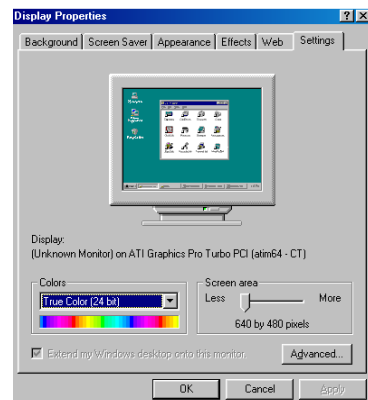 Display Properties
Background Screen Saver Appearance Effects Web Settings
Display:
(Unknown Monitor) on ATI Graphics Pro Turbo PCI (atim64 - CT)
Colors
True Color (24 bit)
Screen area
Less More
640 by 480 pixels
Extend my Windows desktop onto this monitor.
Advanced...
OK Cancel Apply